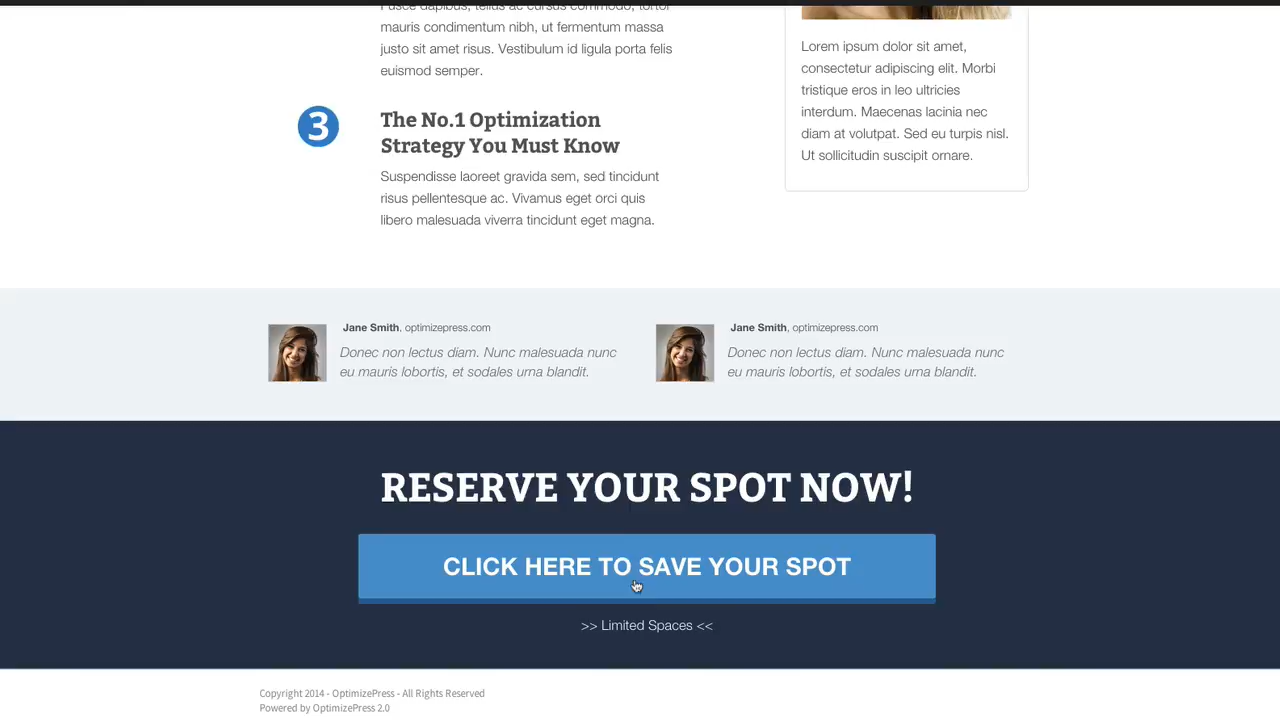 Fusce dapibus, tellus ac cursus commodo, tortor
mauris condimentum nibh, ut fermentum massa
justo sit amet risus. Vestibulum id ligula porta felis
euismod semper.
3
The No.1 Optimization
Strategy You Must Know
Suspendisse laoreet gravida sem, sed tincidunt
risus pellentesque ac. Vivamus eget orci quis
libero malesuada viverra tincidunt eget magna.
Lorem ipsum dolor sit amet,
consectetur adipiscing elit. Morbi
tristique eros in leo ultricies
interdum. Maecenas lacinia nec
diam at volutpat. Sed eu turpis nisl.
Ut sollicitudin suscipit ornare.
Jane Smith, optimizepress.com
Donec non lectus diam. Nunc malesuada nunc
eu mauris lobortis, et sodales urna blandit.
Jane Smith, optimizepress.com
Donec non lectus diam. Nunc malesuada nunc
eu mauris lobortis, et sodales urna blandit.
RESERVE YOUR SPOT NOW!
CLICK HERE TO SAVE YOUR SPOT
>> Limited Spaces <<
Copyright 2014 - OptimizePress - All Rights Reserved
Powered by OptimizePress 2.0